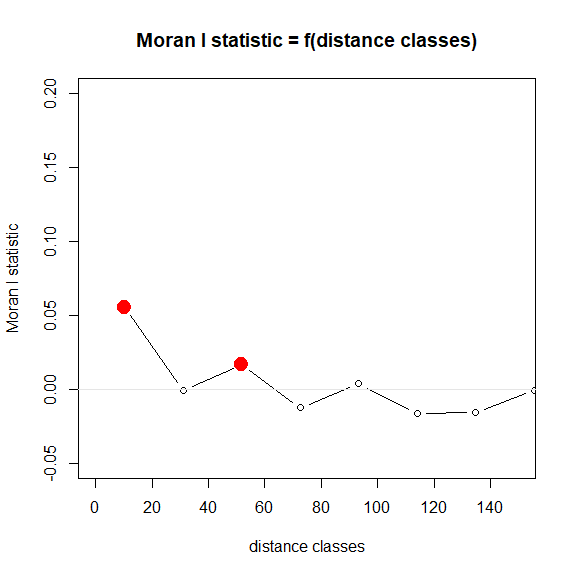 Moran I statistic = f(distance classes)
Moran I statistic
0.20
0.15
0.10
0.05
0.00
-0.05
0 20 40 60 80 100 120 140
distance classes